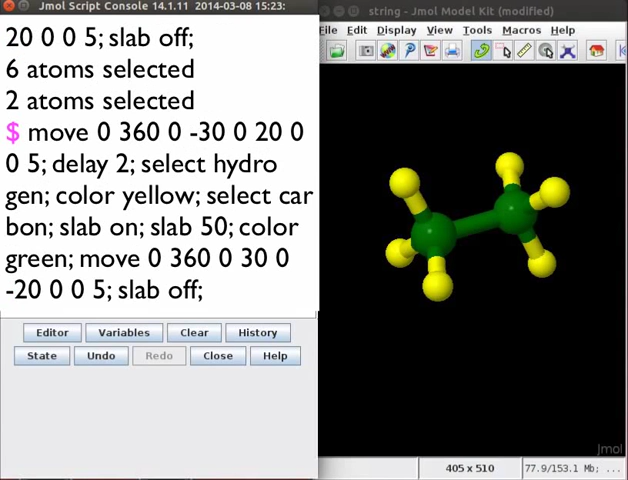 Jmol Script Console 14.1.11  2014-03-08 15:23:
20 0 0 5; slab off;
6 atoms selected
2 atoms selected
$ move 0 360 0 -30 0 20 0
0 5; delay 2; select hydro
gen; color yellow; select car
bon; slab on; slab 50; color
green; move 0 360 0 30 0
-20 0 0 5; slab off;
Editor Variables Clear History
State Undo Redo Close Help
string - Jmol Model Kit (modified)
File Edit Display View Tools Macros Help
Jmol
405 x 510 77.9/153.1 Mb; ...